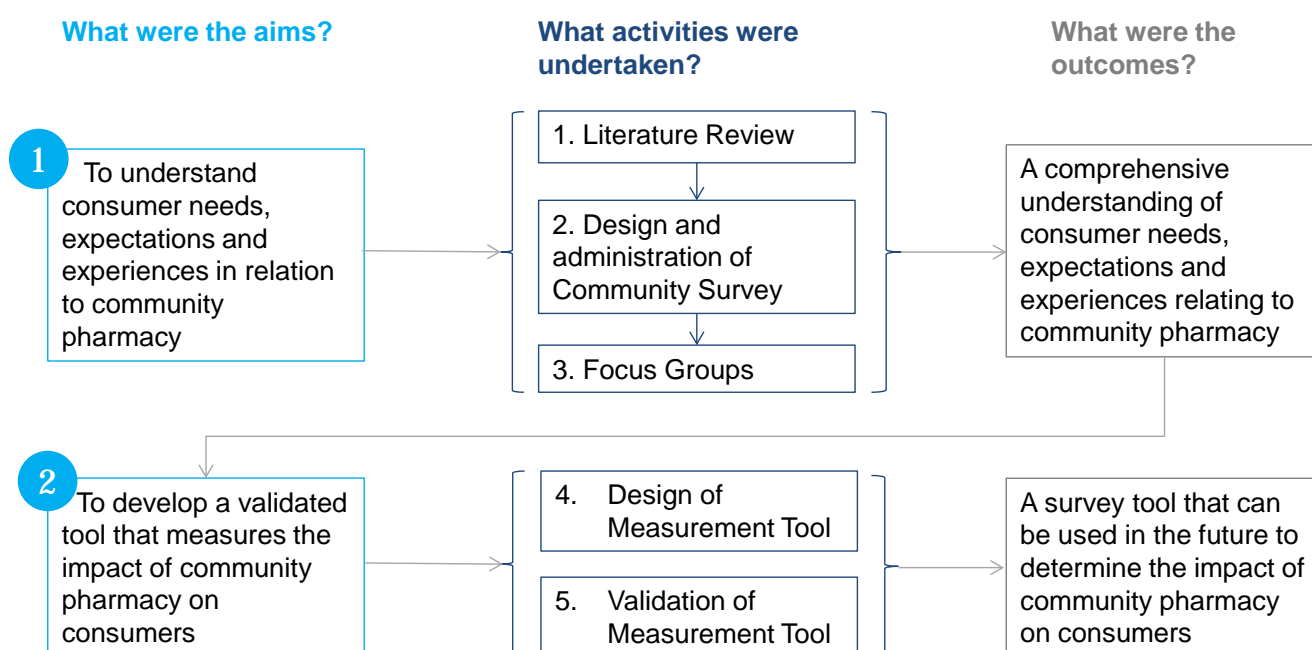 What were the aims?
What activities were
undertaken?
What were the
outcomes?
1
To understand
consumer needs,
expectations and
experiences in relation
to community
pharmacy
1. Literature Review
2. Design and
administration of
Community Survey
3. Focus Groups
A comprehensive
understanding of
consumer needs,
expectations and
experiences relating to
community pharmacy
2
To develop a validated
tool that measures the
impact of community
pharmacy on
consumers
4. Design of
Measurement Tool
5. Validation of
Measurement Tool
A survey tool that can
be used in the future to
determine the impact of
community pharmacy
on consumers